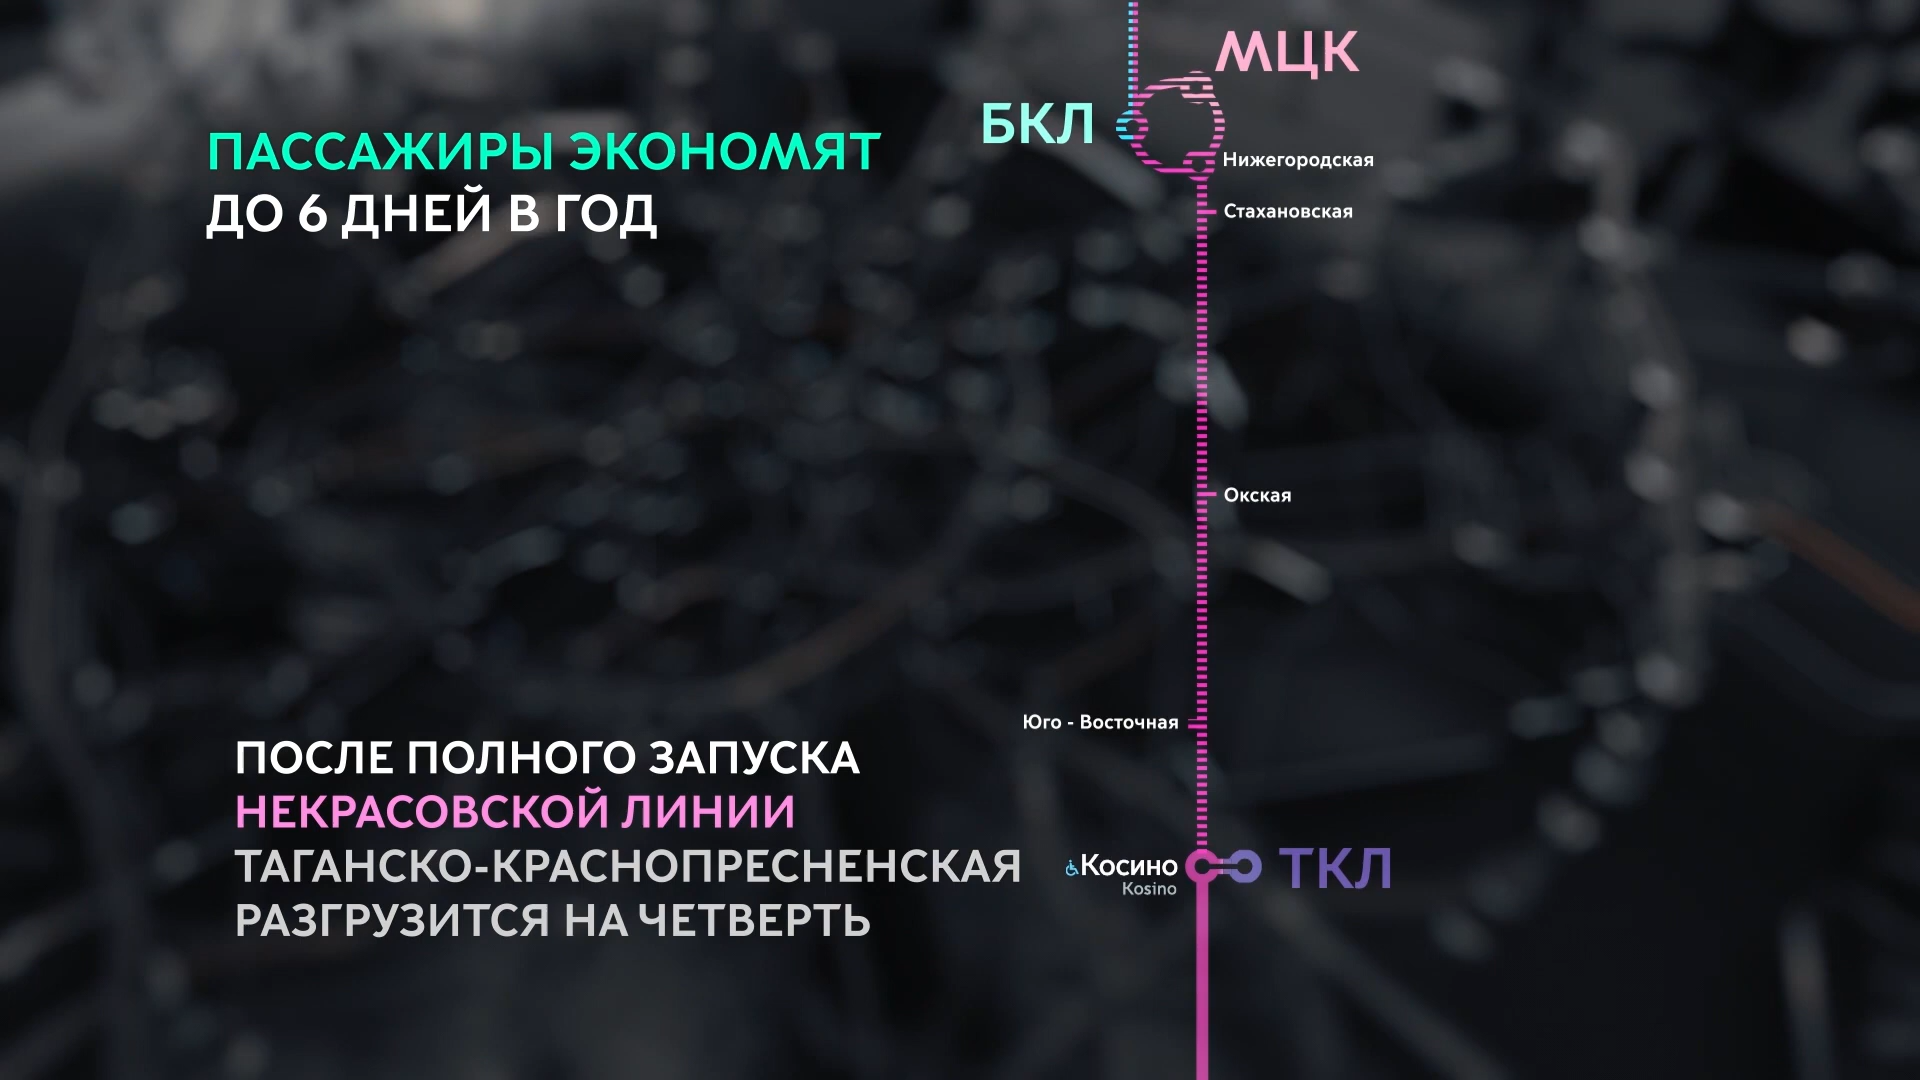 ПАССАЖИРЫ ЭКОНОМЯТ
ДО 6 ДНЕЙ В ГОД
МЦК
БКЛ
Нижегородская
Стахановская
Окская
Юго - Восточная
Косино
Kosino
ТКЛ
ПОСЛЕ ПОЛНОГО ЗАПУСКА
НЕКРАСОВСКОЙ ЛИНИИ
ТАГАНСКО-КРАСНОПРЕСНЕНСКАЯ
РАЗГРУЗИТСЯ НА ЧЕТВЕРТЬ